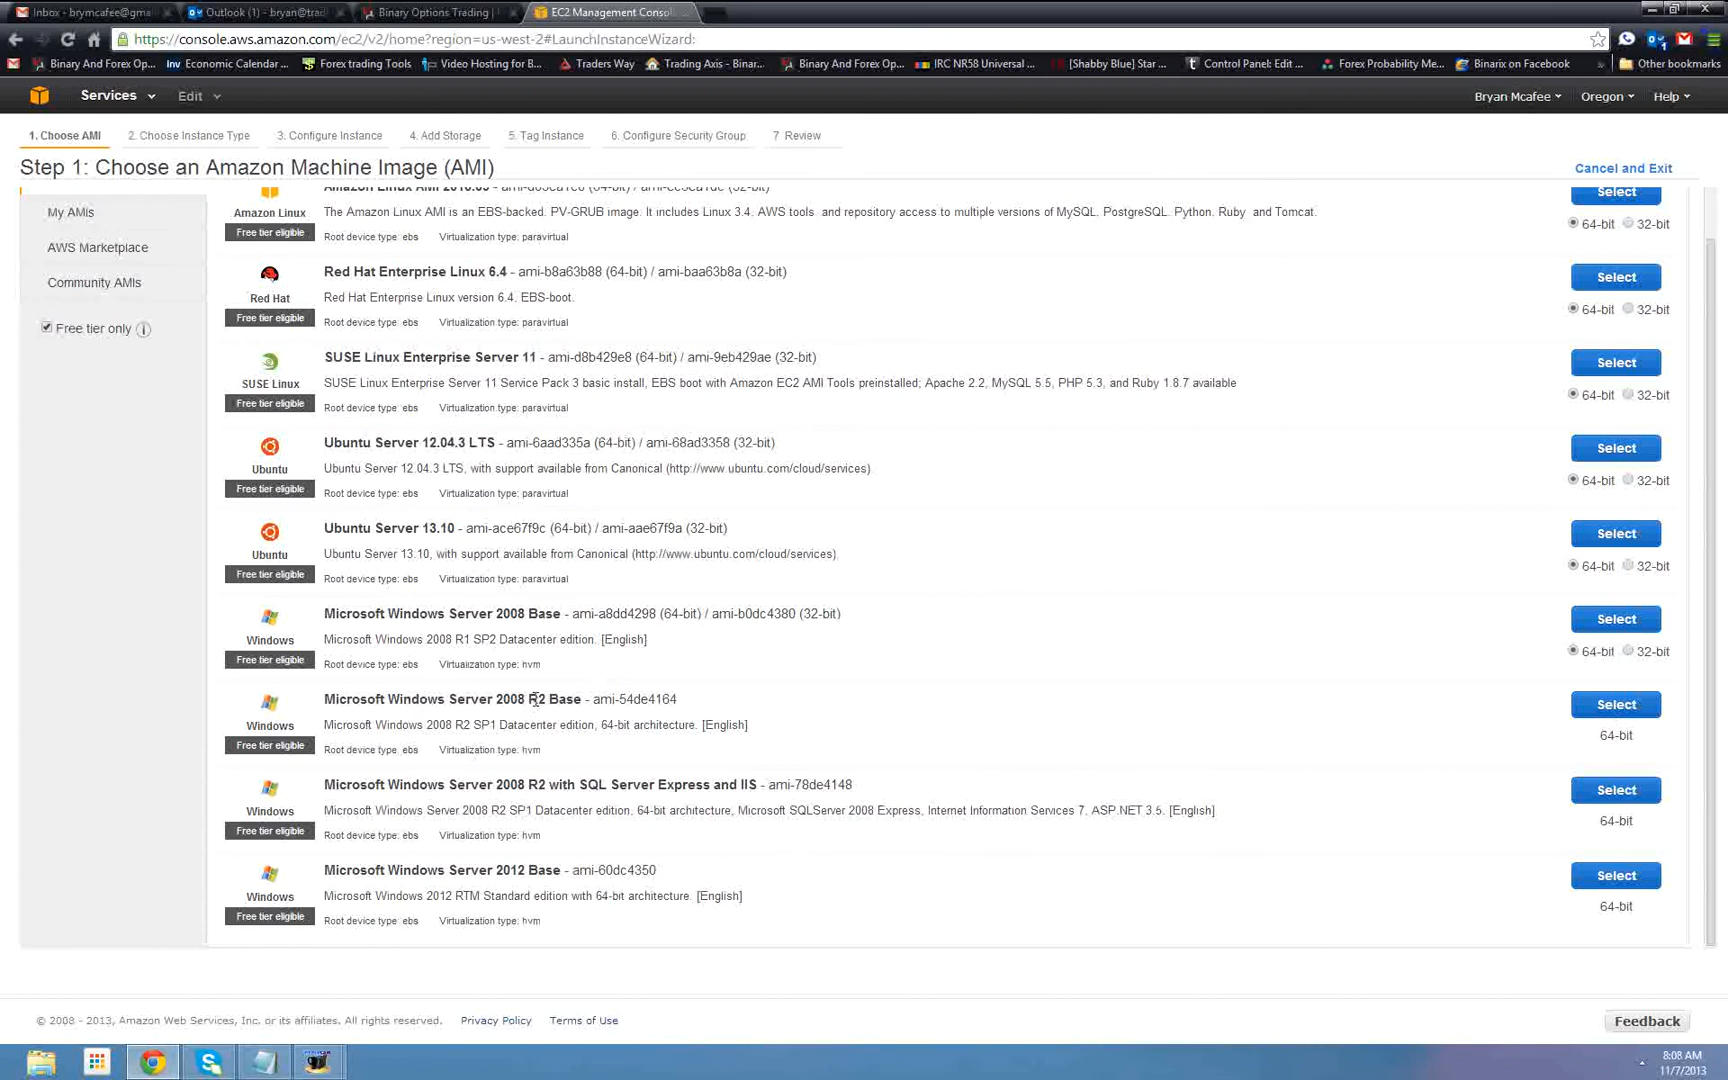 Inbox - brymcafee@gma
Outlook (1) - bryan@trad
Binary Options Trading |
EC2 Management Consol
https://console.aws.amazon.com/ec2/v2/home?region=us-west-2#LaunchInstanceWizard:
Binary And Forex Op...
Inv Economic Calendar ...
Forex trading Tools
Video Hosting for B...
Traders Way
Trading Axis - Binar...
Binary And Forex Op...
IRC NR58 Universal ...
[Shabby Blue] Star ...
Control Panel: Edit ...
Forex Probability Me...
Binarix on Facebook
»
Other bookmarks
Services
Edit
Bryan Mcafee
Oregon
Help
1. Choose AMI
2. Choose Instance Type
3. Configure Instance
4. Add Storage
5. Tag Instance
6. Configure Security Group
7 Review
Step 1: Choose an Amazon Machine Image (AMI)
Cancel and Exit
My AMIs
AWS Marketplace
Community AMIs
Free tier only
Amazon Linux
Free tier eligible
The Amazon Linux AMI is an EBS-backed. PV-GRUB image. It includes Linux 3.4. AWS tools and repository access to multiple versions of MySQL. PostgreSQL. Python. Ruby and Tomcat.
Root device type: ebs Virtualization type: paravirtual
Select
64-bit 32-bit
Red Hat Enterprise Linux 6.4 - ami-b8a63b88 (64-bit) / ami-baa63b8a (32-bit)
Red Hat
Free tier eligible
Red Hat Enterprise Linux version 6.4. EBS-boot.
Root device type: ebs Virtualization type: paravirtual
Select
64-bit 32-bit
SUSE Linux Enterprise Server 11 - ami-d8b429e8 (64-bit) / ami-9eb429ae (32-bit)
SUSE Linux
Free tier eligible
SUSE Linux Enterprise Server 11 Service Pack 3 basic install, EBS boot with Amazon EC2 AMI Tools preinstalled; Apache 2.2, MySQL 5.5, PHP 5.3, and Ruby 1.8.7 available
Root device type: ebs Virtualization type: paravirtual
Select
64-bit 32-bit
Ubuntu Server 12.04.3 LTS - ami-6aad335a (64-bit) / ami-68ad3358 (32-bit)
Ubuntu
Free tier eligible
Ubuntu Server 12.04.3 LTS, with support available from Canonical (http://www.ubuntu.com/cloud/services)
Root device type: ebs Virtualization type: paravirtual
Select
64-bit 32-bit
Ubuntu Server 13.10 - ami-ace67f9c (64-bit) / ami-aae67f9a (32-bit)
Ubuntu
Free tier eligible
Ubuntu Server 13.10, with support available from Canonical (http://www.ubuntu.com/cloud/services).
Root device type: ebs Virtualization type: paravirtual
Select
64-bit 32-bit
Microsoft Windows Server 2008 Base - ami-a8dd4298 (64-bit) / ami-b0dc4380 (32-bit)
Windows
Free tier eligible
Microsoft Windows 2008 R1 SP2 Datacenter edition. [English]
Root device type: ebs Virtualization type: hvm
Select
64-bit 32-bit
Microsoft Windows Server 2008 R2 Base - ami-54de4164
Windows
Free tier eligible
Microsoft Windows 2008 R2 SP1 Datacenter edition, 64-bit architecture. [English]
Root device type: ebs Virtualization type: hvm
Select
64-bit
Microsoft Windows Server 2008 R2 with SQL Server Express and IIS - ami-78de4148
Windows
Free tier eligible
Microsoft Windows Server 2008 R2 SP1 Datacenter edition, 64-bit architecture, Microsoft SQLServer 2008 Express, Internet Information Services 7, ASP.NET 3.5. [English]
Root device type: ebs Virtualization type: hvm
Select
64-bit
Microsoft Windows Server 2012 Base - ami-60dc4350
Windows
Free tier eligible
Microsoft Windows 2012 RTM Standard edition with 64-bit architecture. [English]
Root device type: ebs Virtualization type: hvm
Select
64-bit
© 2008 - 2013, Amazon Web Services, Inc. or its affiliates. All rights reserved. Privacy Policy Terms of Use
Feedback
8:08 AM
11/7/2013